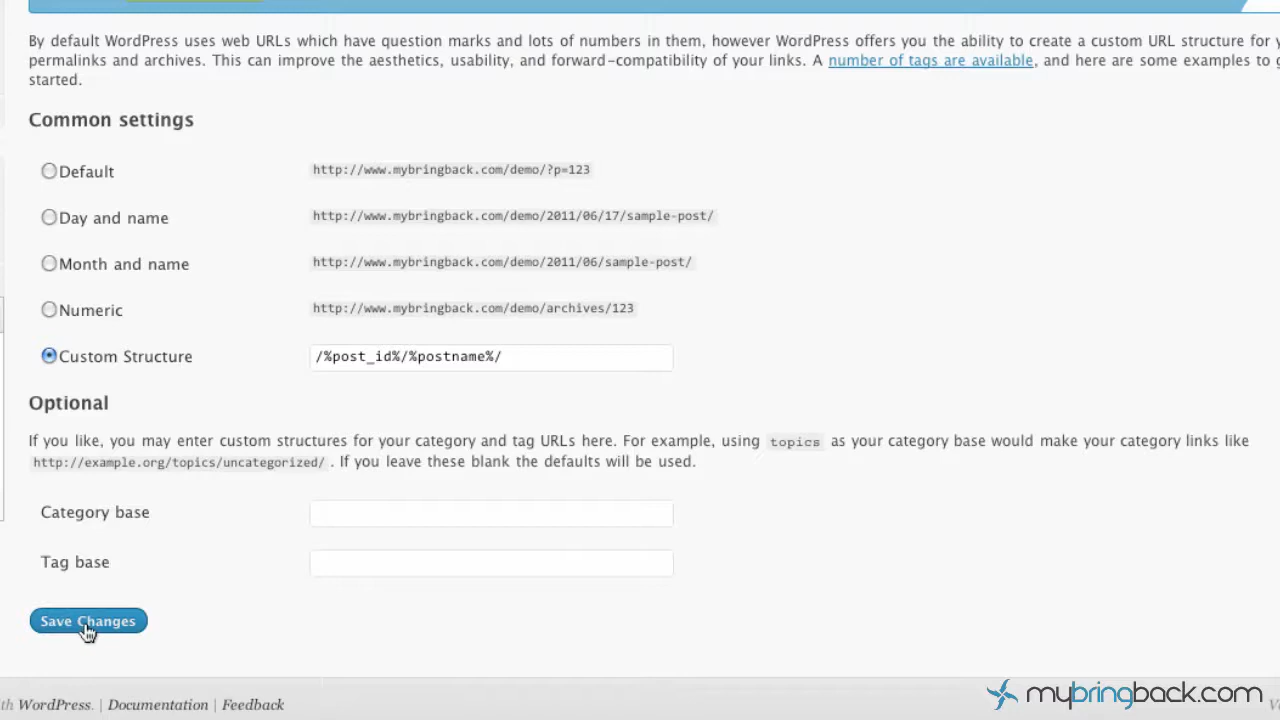 By default WordPress uses web URLs which have question marks and lots of numbers in them, however WordPress offers you the ability to create a custom URL structure for
permalinks and archives. This can improve the aesthetics, usability, and forward-compatibility of your links. A number of tags are available, and here are some examples to
started.
Common settings
Default http://www.mybringback.com/demo/?p=123
Day and name http://www.mybringback.com/demo/2011/06/17/sample-post/
Month and name http://www.mybringback.com/demo/2011/06/sample-post/
Numeric http://www.mybringback.com/demo/archives/123
Custom Structure /%post_id%/%postname%/
Optional
If you like, you may enter custom structures for your category and tag URLs here. For example, using topics as your category base would make your category links like
http://example.org/topics/uncategorized/ . If you leave these blank the defaults will be used.
Category base
Tag base
Save Changes
WordPress. | Documentation | Feedback
mybringback.com